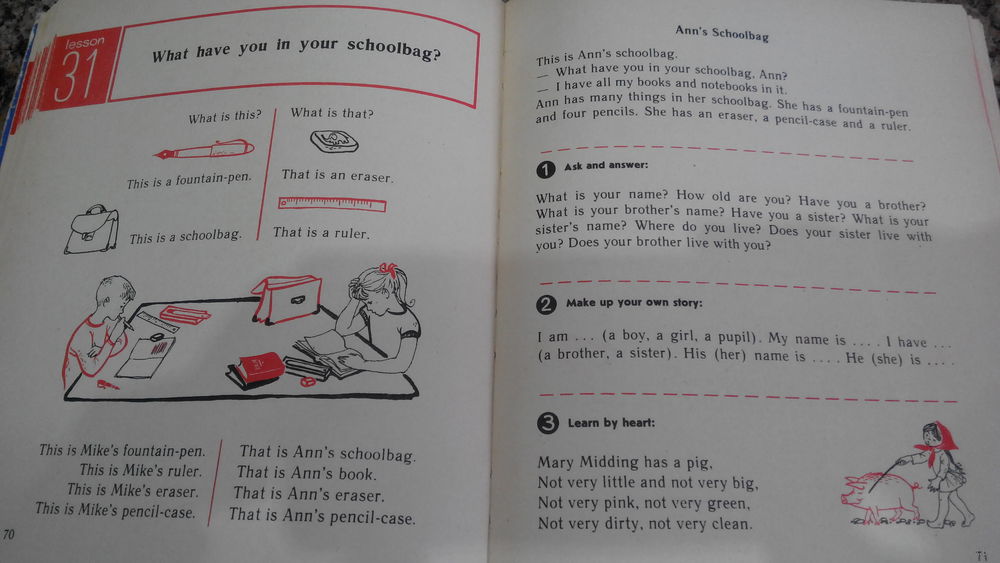 lesson
31
What have you in your schoolbag?
What is this?
This is a fountain-pen.
This is a schoolbag.
What is that?
That is an eraser.
That is a ruler.
This is Mike's fountain-pen.
This is Mike's ruler.
This is Mike's eraser.
This is Mike's pencil-case.
That is Ann's schoolbag.
That is Ann's book.
That is Ann's eraser.
That is Ann's pencil-case.
70
Ann's Schoolbag
This is Ann's schoolbag.
— What have you in your schoolbag, Ann?
— I have all my books and notebooks in it.
Ann has many things in her schoolbag. She has a fountain-pen
and four pencils. She has an eraser, a pencil-case and a ruler.
1 Ask and answer:
What is your name? How old are you? Have you a brother?
What is your brother's name? Have you a sister? What is your
sister's name? Where do you live? Does your sister live with
you? Does your brother live with you?
2 Make up your own story:
I am ... (a boy, a girl, a pupil). My name is .... I have ...
(a brother, a sister). His (her) name is .... He (she) is ....
3 Learn by heart:
Mary Midding has a pig,
Not very little and not very big,
Not very pink, not very green,
Not very dirty, not very clean.
71